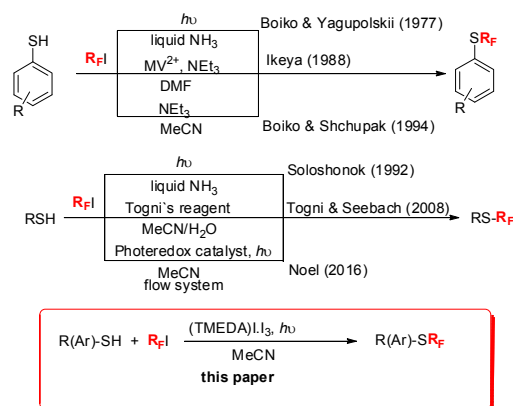 hυ
Boiko & Yagupolskii (1977)
SH
liquid NH3
SRF
RFI
MV2+, NEt3
Ikeya (1988)
DMF
R
NEt3
R
MeCN
Boiko & Shchupak (1994)
hυ
Soloshonok (1992)
liquid NH3
RSH
RFI
Togni`s reagent
Togni & Seebach (2008)
RS-RF
MeCN/H2O
Photeredox catalyst, hυ
MeCN
Noel (2016)
flow system
(TMEDA)I.I3, hυ
R(Ar)-SH + RFI
R(Ar)-SRF
MeCN
this paper